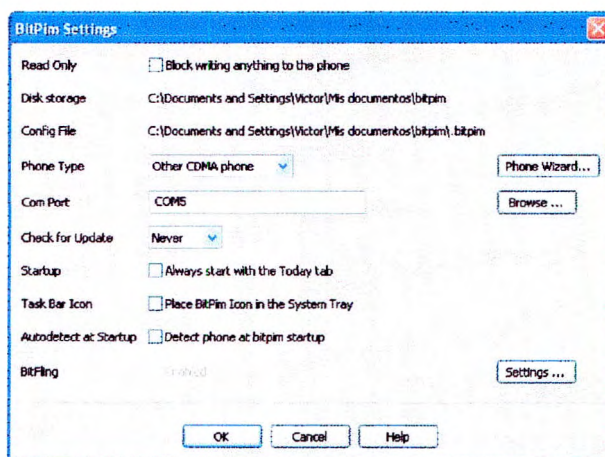 BitPim Settings
Read Only Block writing anything to the phone
Disk storage C:\Documents and Settings\Victor\Mis documentos\bitpim
Config File C:\Documents and Settings\Victor\Mis documentos\bitpim\.bitpim
Phone Type Other CDMA phone Phone Wizard...
Com Port COM5 Browse ...
Check for Update Never
Startup Always start with the Today tab
Task Bar Icon Place BitPim Icon in the System Tray
Autodetect at Startup Detect phone at bitpim startup
BitFling Settings ...
OK Cancel Help